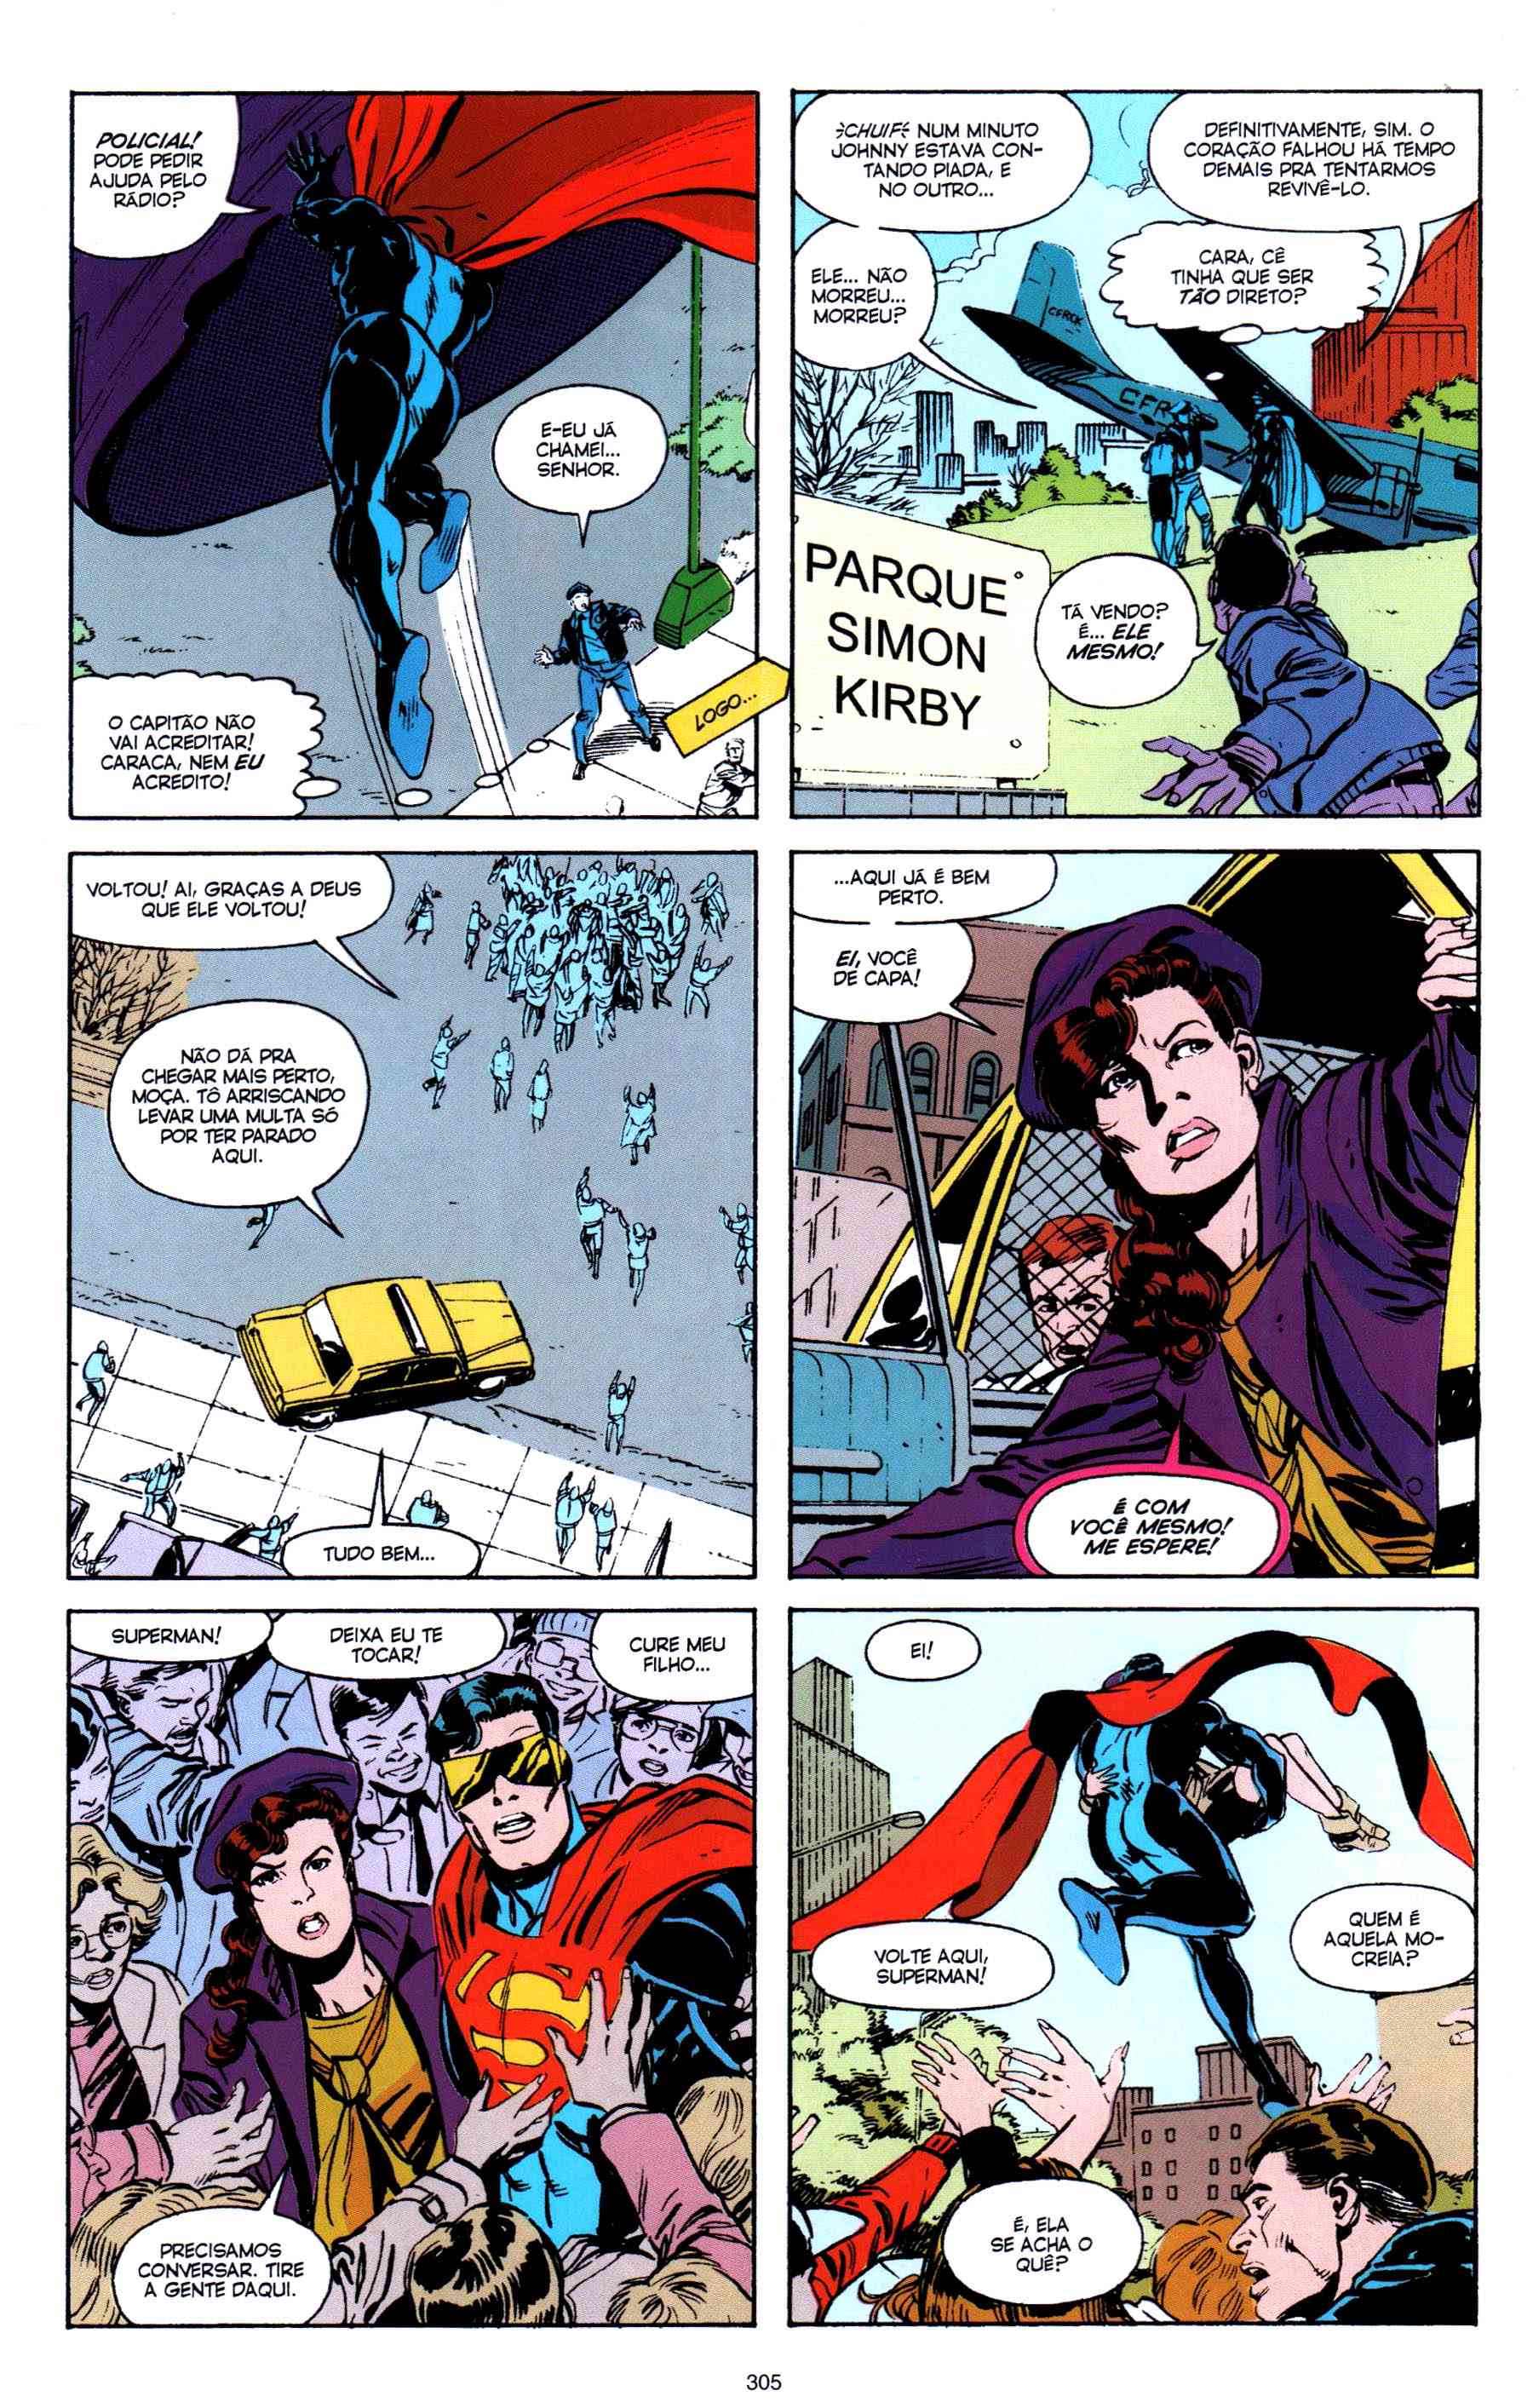 POLICIAL!
PODE PEDIR
AJUDA PELO
RÁDIO?
E-EU JÁ
CHAMEI...
SENHOR.
O CAPITÃO NÃO
VAI ACREDITAR!
CARACA, NEM EU
ACREDITO!
LOGO...
CHUIF NUM MINUTO
JOHNNY ESTAVA CON-
TANDO PIADA, E
NO OUTRO...
ELE... NÃO
MORREU...
MORREU?
DEFINITIVAMENTE, SIM. O
CORAÇÃO FALHOU HÁ TEMPO
DEMAIS PRA TENTARMOS
REVIVÊ-LO.
CARA, CÊ
TINHA QUE SER
TÃO DIRETO?
PARQUE
SIMON
KIRBY
TÁ VENDO?
É... ELE
MESMO!
VOLTOU! AI, GRAÇAS A DEUS
QUE ELE VOLTOU!
NÃO DÁ PRA
CHEGAR MAIS PERTO,
MOÇA. TÔ ARRISCANDO
LEVAR UMA MULTA SÓ
POR TER PARADO
AQUI.
TUDO BEM...
...AQUI JÁ É BEM
PERTO.
EI, VOCÊ
DE CAPA!
É COM
VOCÊ MESMO!
ME ESPERE!
SUPERMAN!
DEIXA EU TE
TOCAR!
CURE MEU
FILHO...
PRECISAMOS
CONVERSAR. TIRE
A GENTE DAQUI.
EI!
VOLTE AQUI,
SUPERMAN!
QUEM É
AQUELA MO-
CREIA?
É, ELA
SE ACHA O
QUÊ?
305